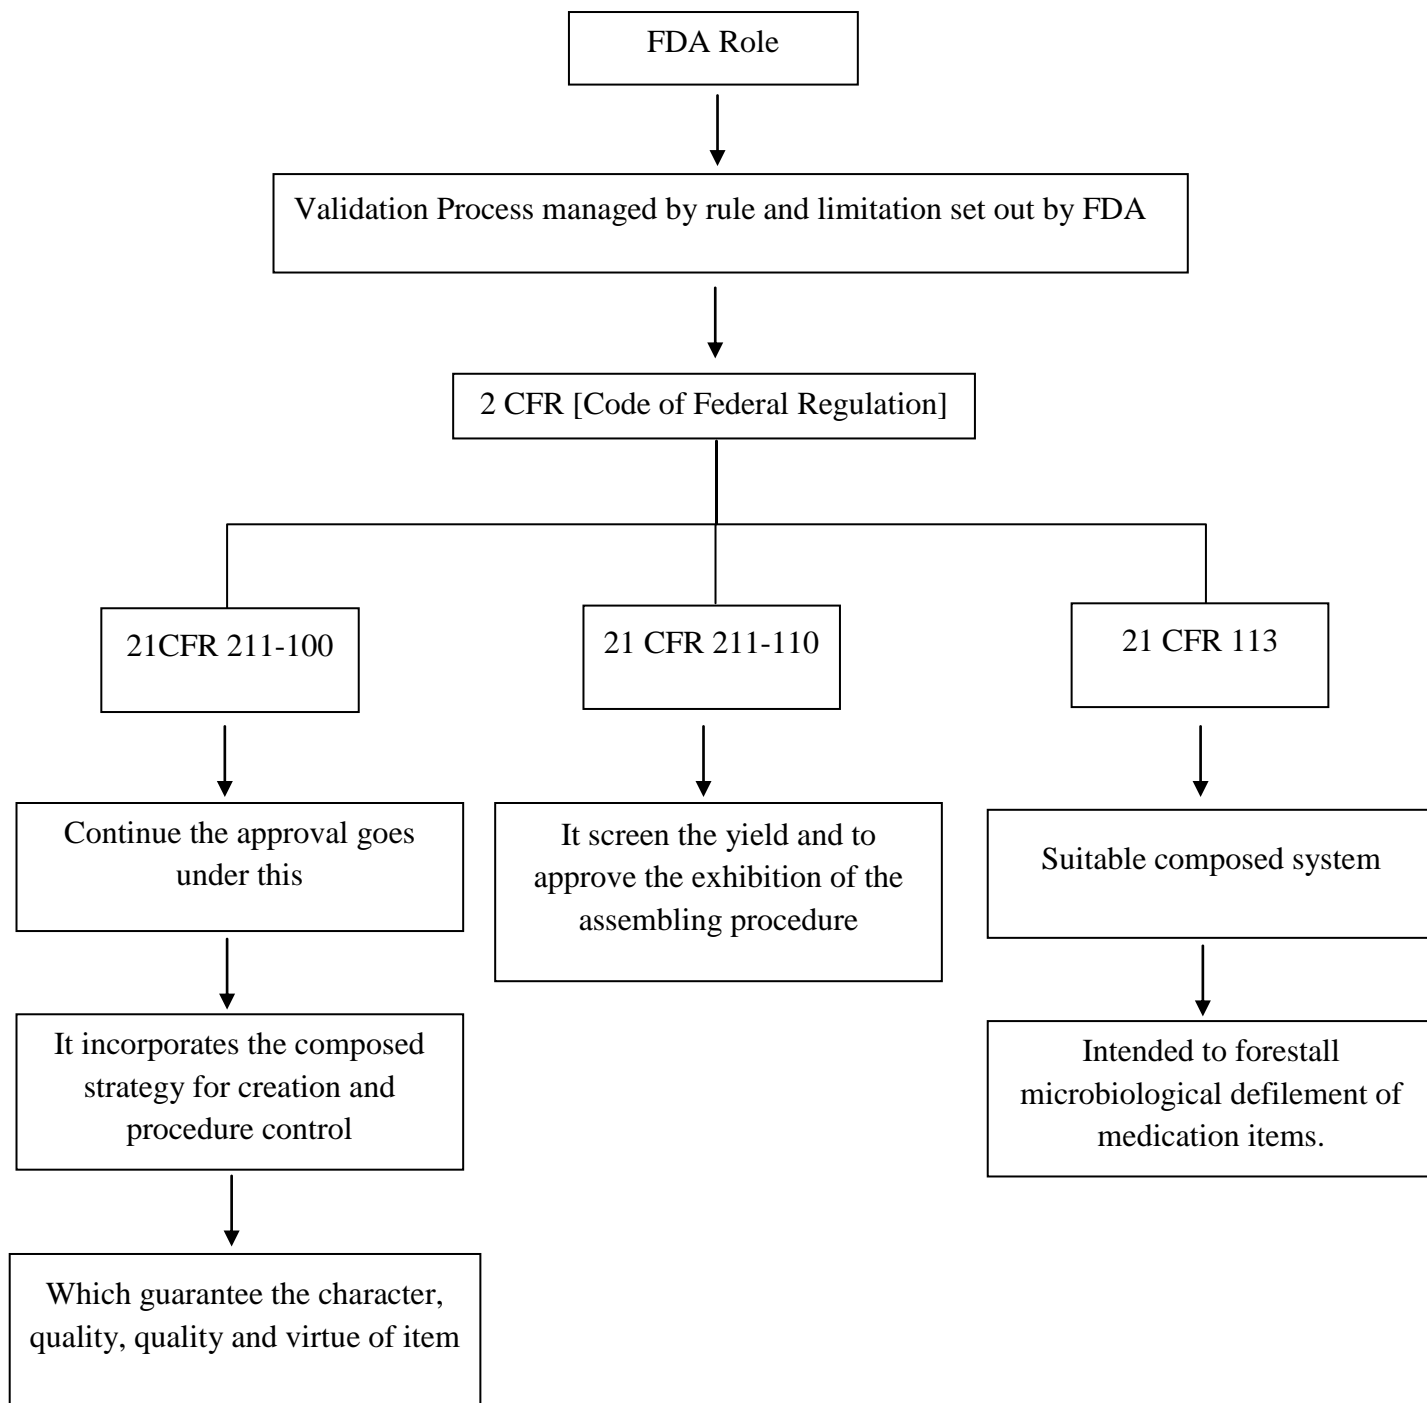 FDA Role
Validation Process managed by rule and limitation set out by FDA
2 CFR [Code of Federal Regulation]
21CFR 211-100
21 CFR 211-110
21 CFR 113
Continue the approval goes
under this
It screen the yield and to
approve the exhibition of the
assembling procedure
Suitable composed system
It incorporates the composed
strategy for creation and
procedure control
Intended to forestall
microbiological defilement of
medication items.
Which guarantee the character,
quality, quality and virtue of item